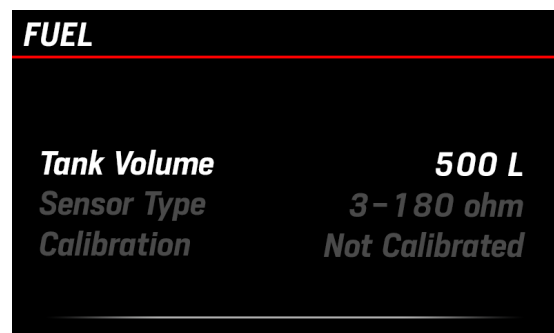 FUEL
Tank Volume 500 L
Sensor Type 3-180 ohm
Calibration Not Calibrated